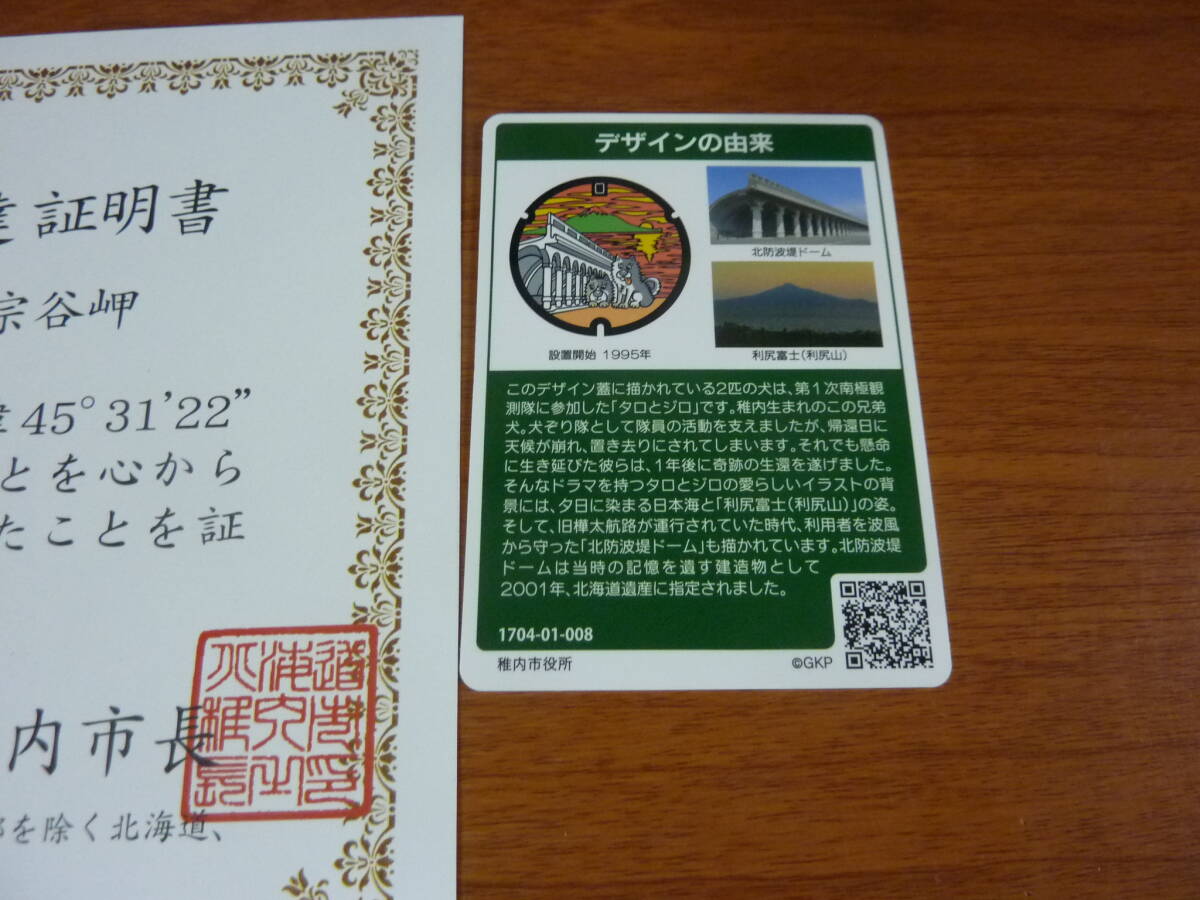 証明書
宗谷岬
45°31'22”
とを心から
たことを証
内市長
を除く北海道、
デザインの由来
北防波堤ドーム
設置開始 1995年
利尻富士(利尻山)
このデザイン蓋に描かれている2匹の犬は、第1次南極観
測隊に参加した「タロとジロ」です。稚内生まれのこの兄弟
犬。犬ぞり隊として隊員の活動を支えましたが、帰還日に
天候が崩れ、置き去りにされてしまいます。それでも懸命
に生き延びた彼らは、1年後に奇跡の生還を遂げました。
そんなドラマを持つタロとジロの愛らしいイラストの背
景には、夕日に染まる日本海と「利尻富士(利尻山)」の姿。
そして、旧樺太航路が運行されていた時代、利用者を波風
から守った「北防波堤ドーム」も描かれています。北防波堤
ドームは当時の記憶を遺す建造物として
2001年、北海道遺産に指定されました。
1704-01-008
稚内市役所
©GKP